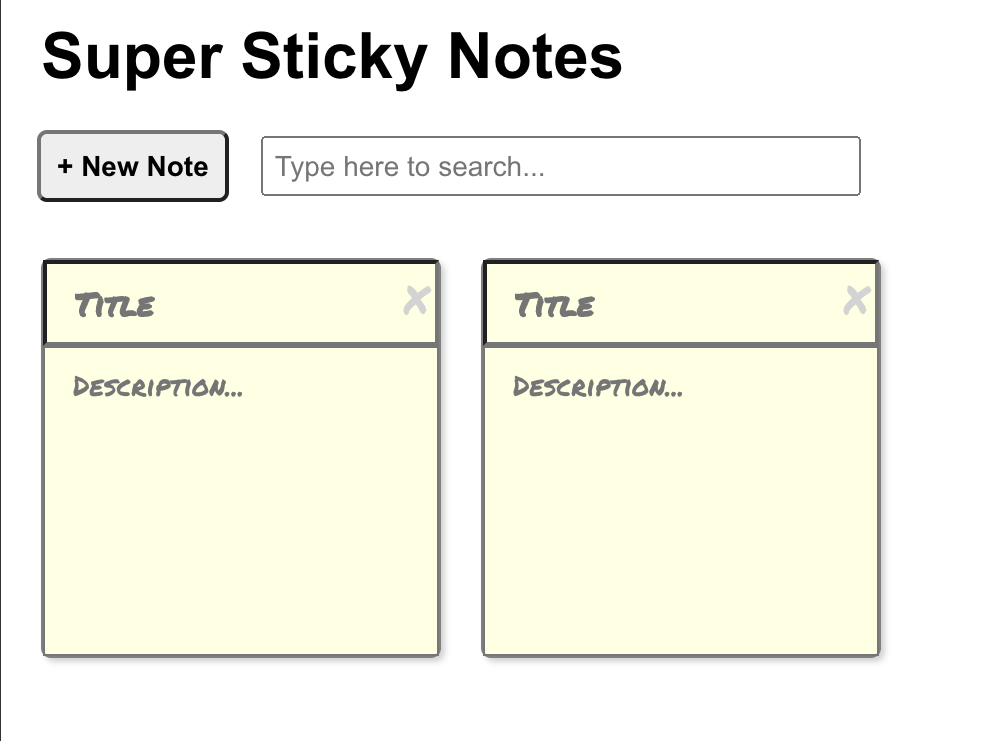 Super Sticky Notes
+ New Note
Type here to search...
Title
✘
Title
✘
Description...
Description...